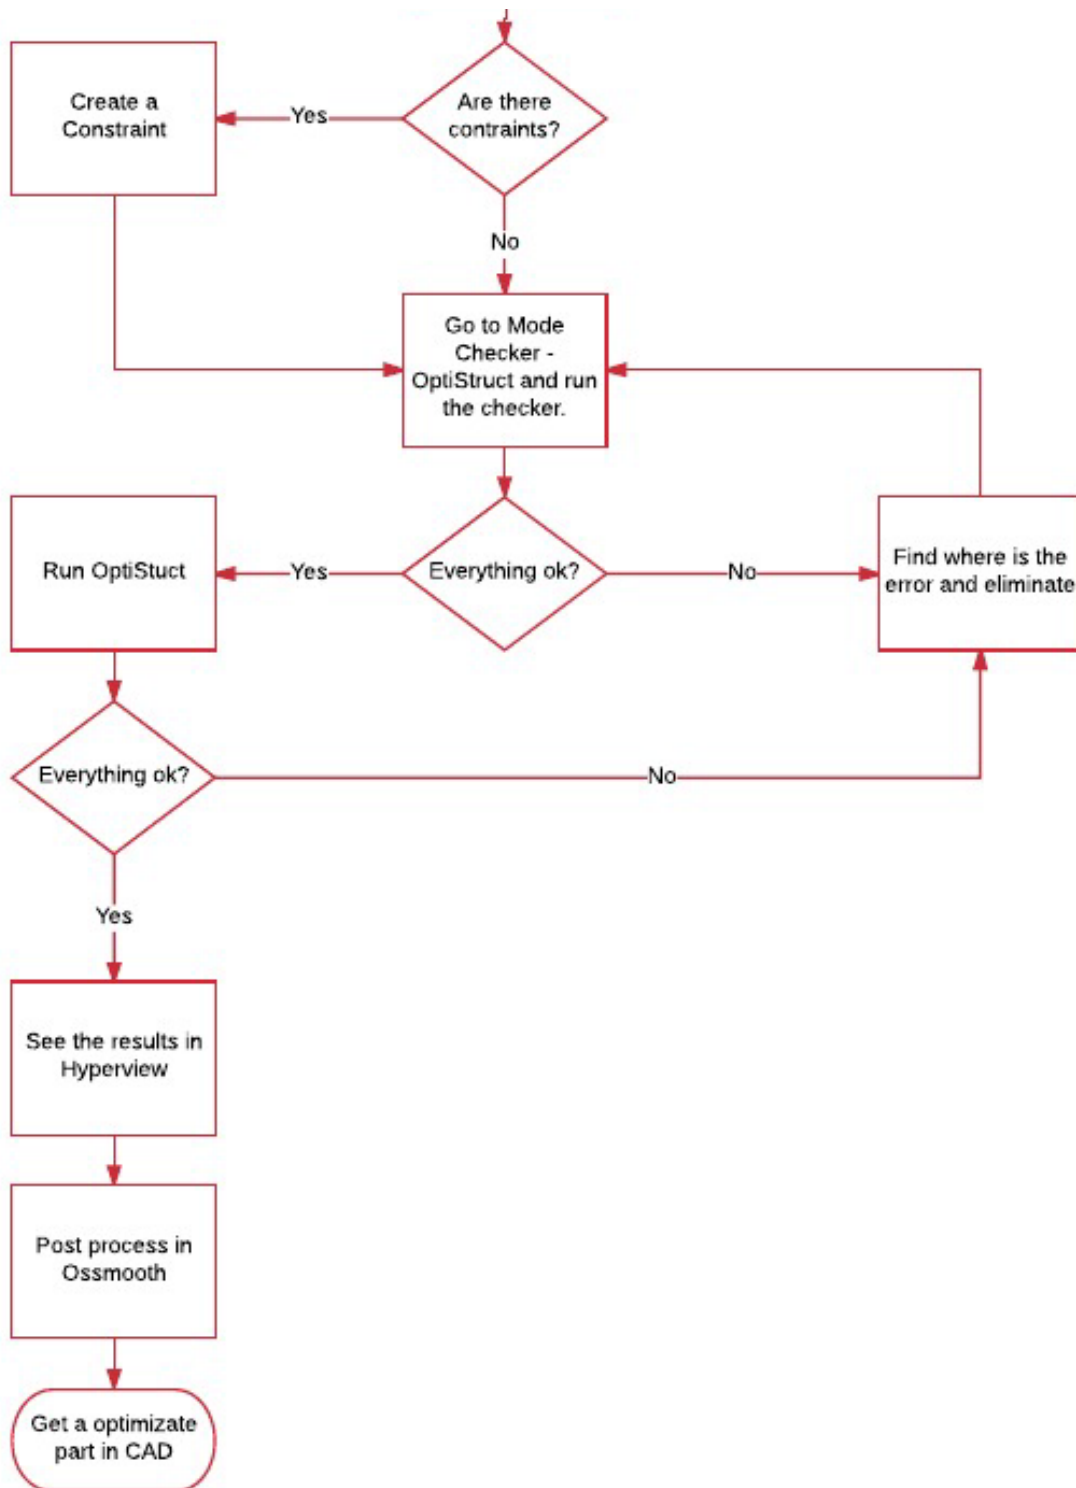 Are there
contraints?
Yes
Create a
Constraint
No
Go to Mode
Checker -
OptiStruct and run
the checker.
Everything ok?
Yes
No
Run OptiStuct
Find where is the
error and eliminate
Everything ok?
No
Yes
See the results in
Hyperview
Post process in
Ossmooth
Get a optimizate
part in CAD